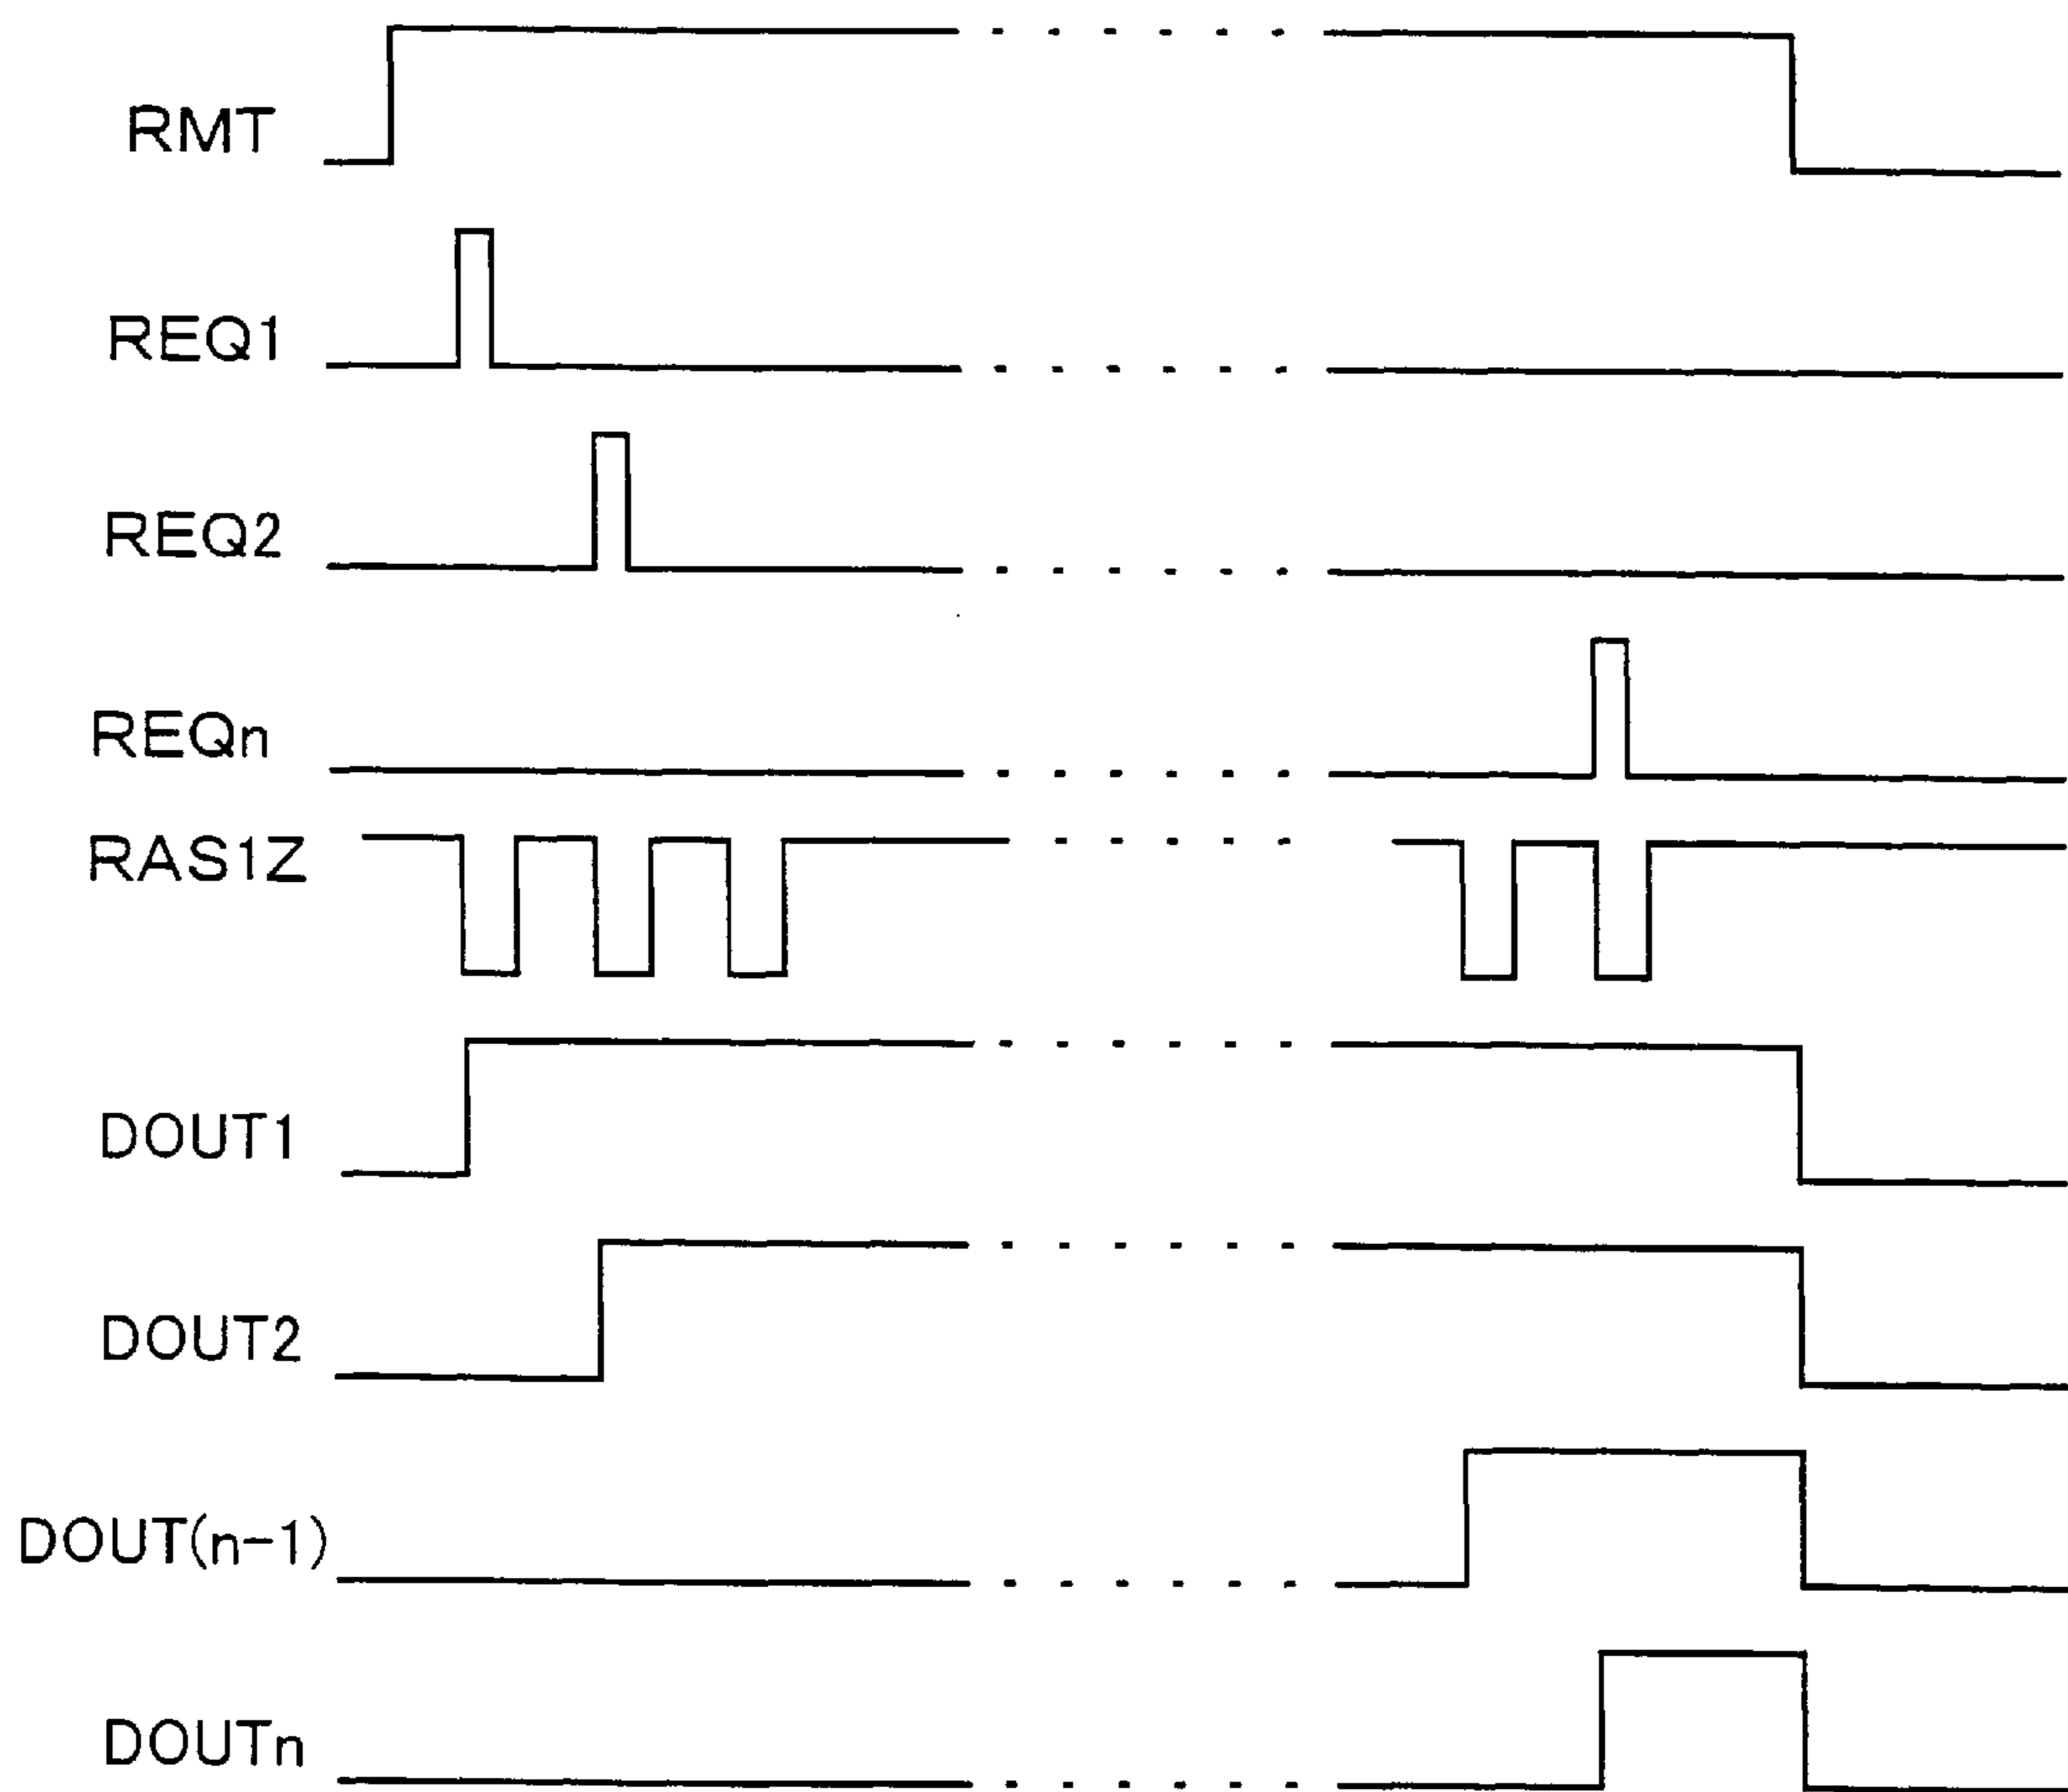 RMT
REQ1
REQ2
REQn
RAS1Z
DOUT1
DOUT2
DOUT(n-1)
DOUTn